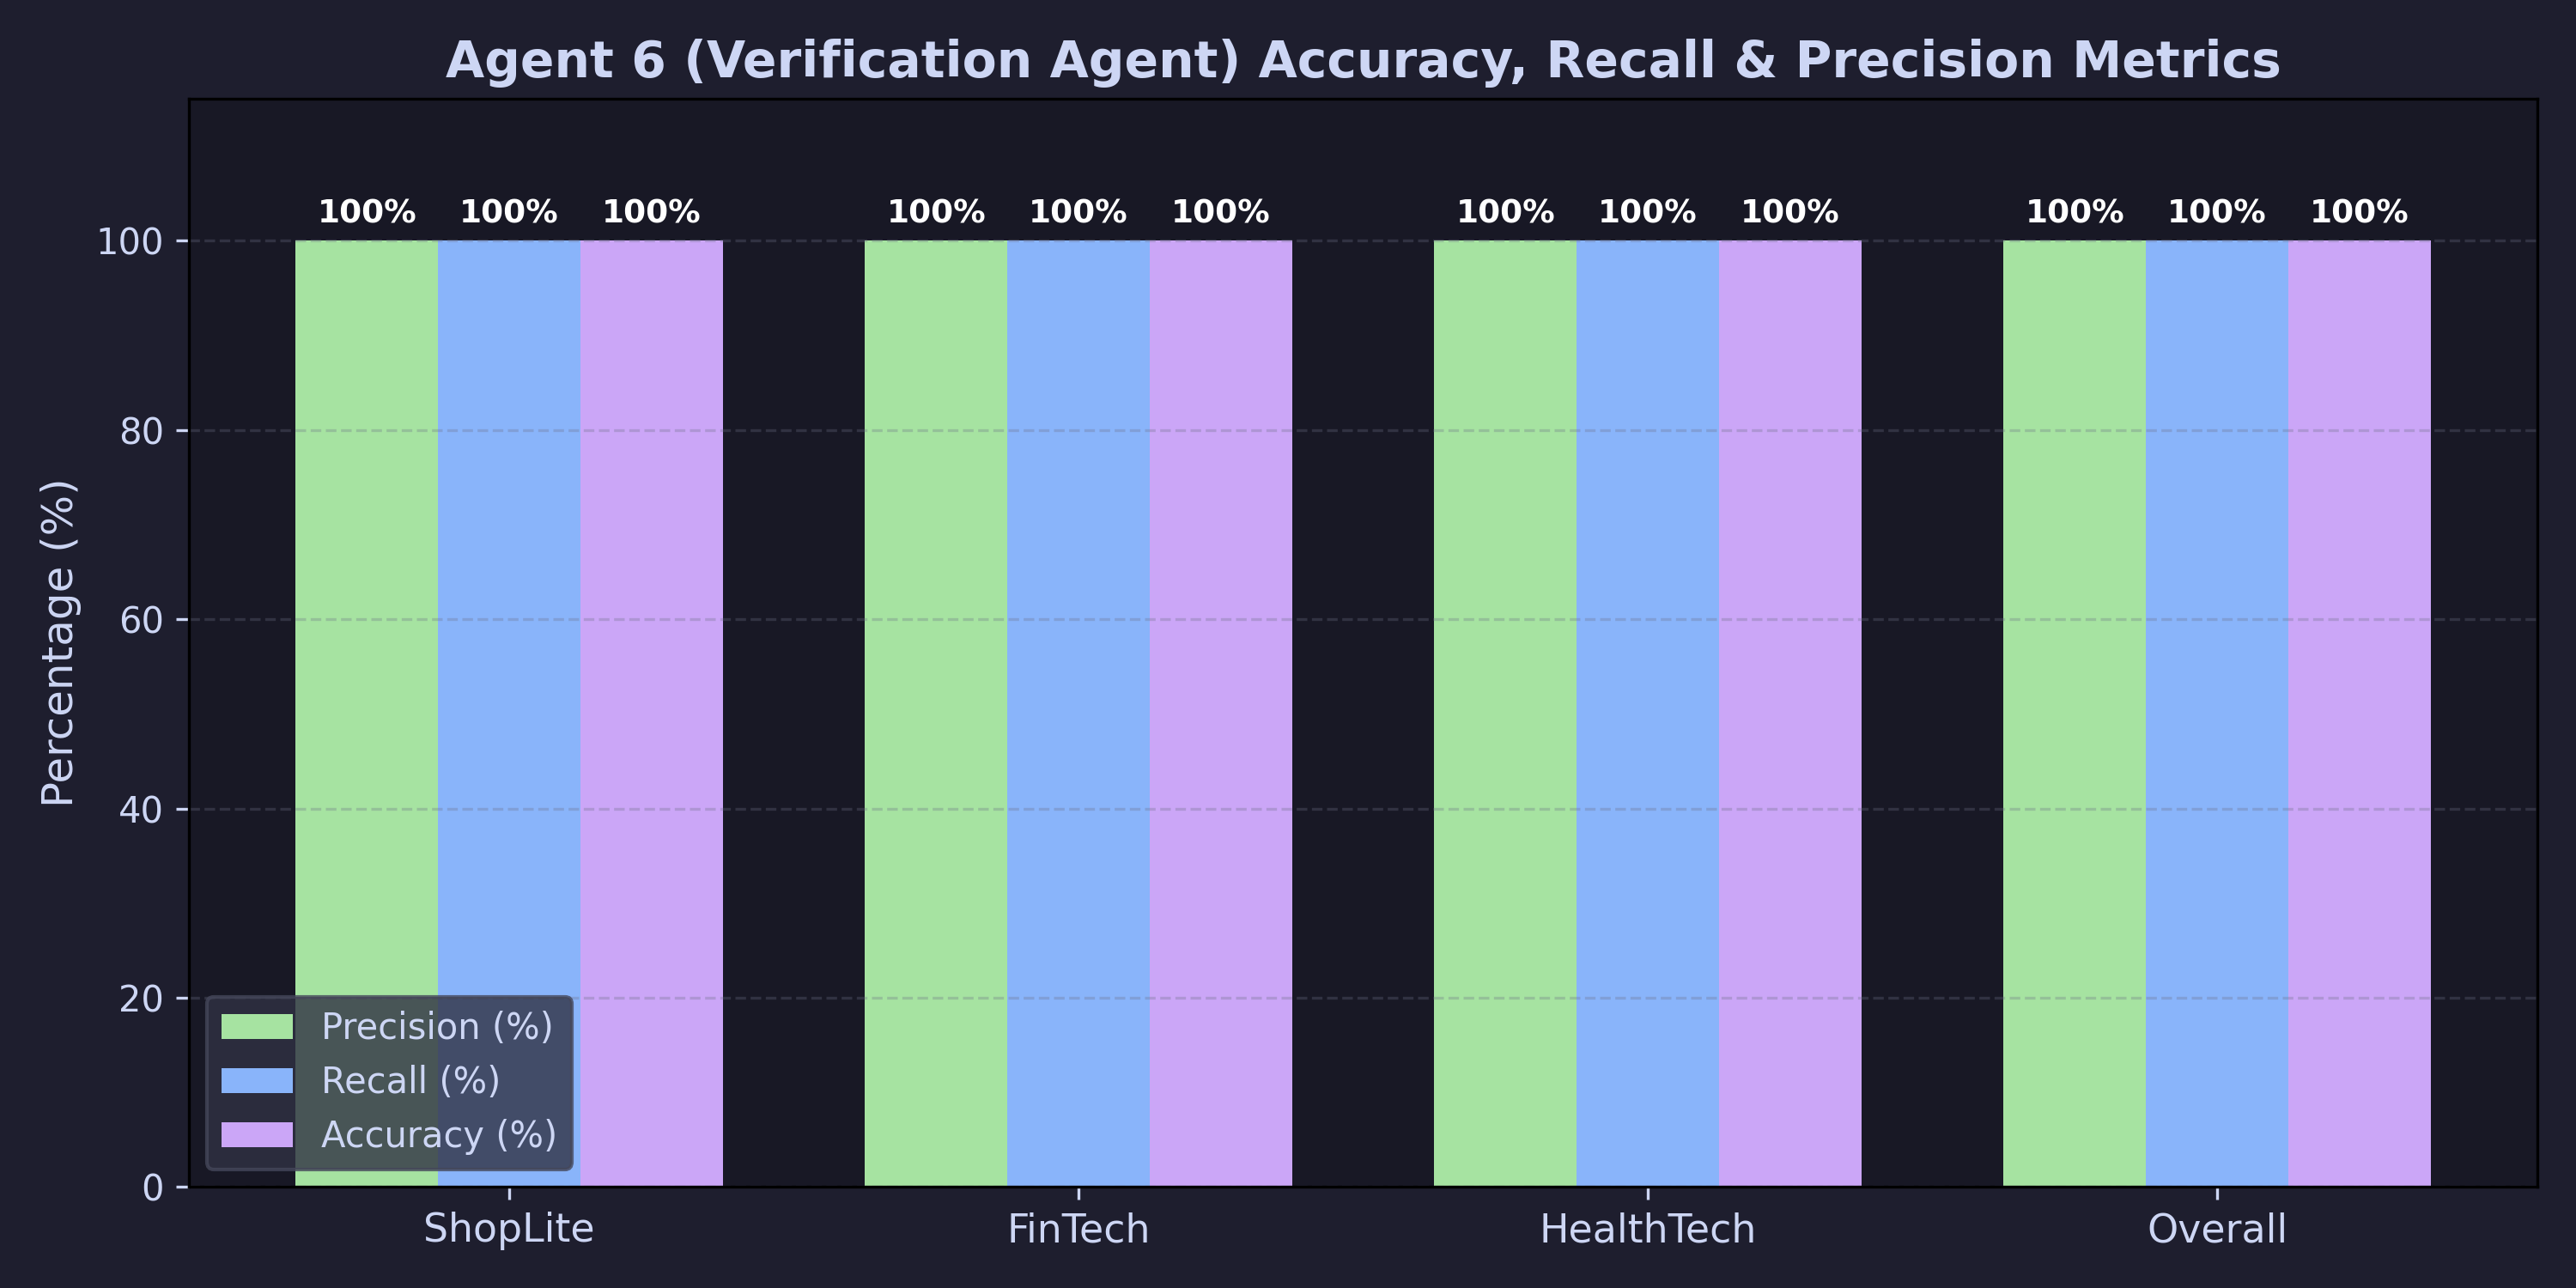 Agent 6 (Verification Agent) Accuracy, Recall & Precision Metrics
100% 100% 100% 100% 100% 100% 100% 100% 100% 100% 100% 100%
100
80
60
40
20
0
Percentage (%)
Precision (%)
Recall (%)
Accuracy (%)
ShopLite FinTech HealthTech Overall